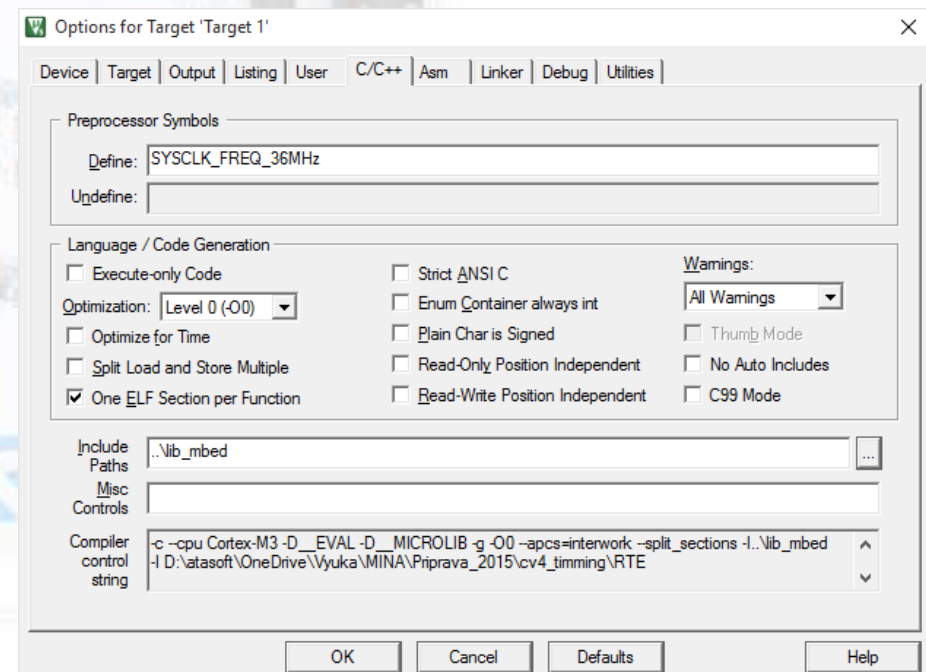 Options for Target 'Target 1'
Device Target Output Listing User C/C++ Asm Linker Debug Utilities
Preprocessor Symbols
Define: SYSCLK_FREQ_36MHz
Undefine:
Language / Code Generation
Execute-only Code
Optimization: Level 0 (-O0)
Optimize for Time
Split Load and Store Multiple
One ELF Section per Function
Strict ANSI C
Enum Container always int
Plain Char is Signed
Read-Only Position Independent
Read-Write Position Independent
Warnings:
All Warnings
Thumb Mode
No Auto Includes
C99 Mode
Include
Paths
..\lib_mbed
...
Misc
Controls
Compiler
control
string
-c --cpu Cortex-M3 -D__EVAL -D__MICROLIB -g -O0 --apcs=interwork --split_sections -I..\lib_mbed
-I D:\atasoft\OneDrive\Vyuka\MINA\Priprava_2015\cv4_timming\RTE
OK Cancel Defaults Help